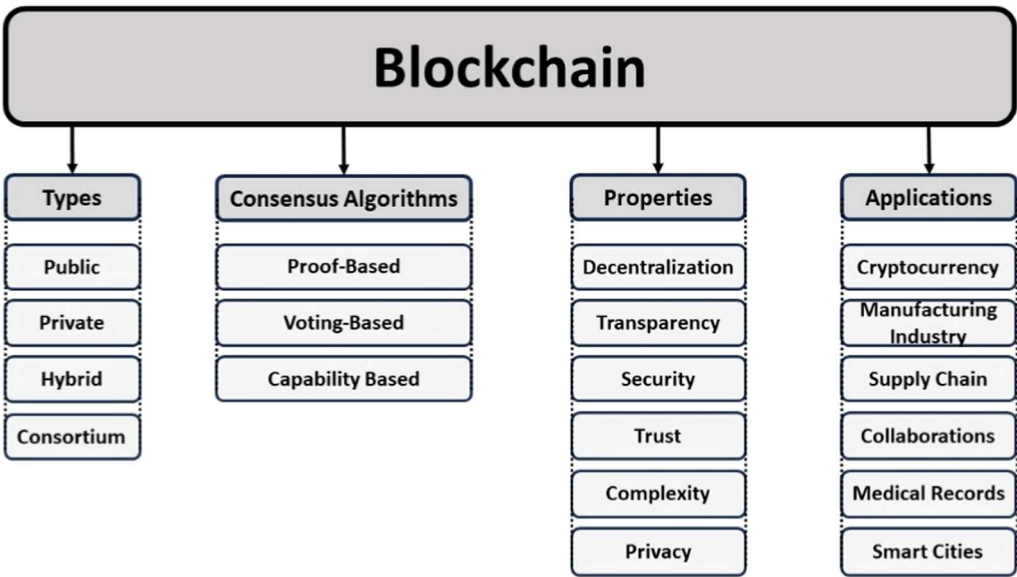 Blockchain
Types
Public
Private
Hybrid
Consortium
Consensus Algorithms
Proof-Based
Voting-Based
Capability Based
Properties
Decentralization
Transparency
Security
Trust
Complexity
Privacy
Applications
Cryptocurrency
Manufacturing
Industry
Supply Chain
Collaborations
Medical Records
Smart Cities